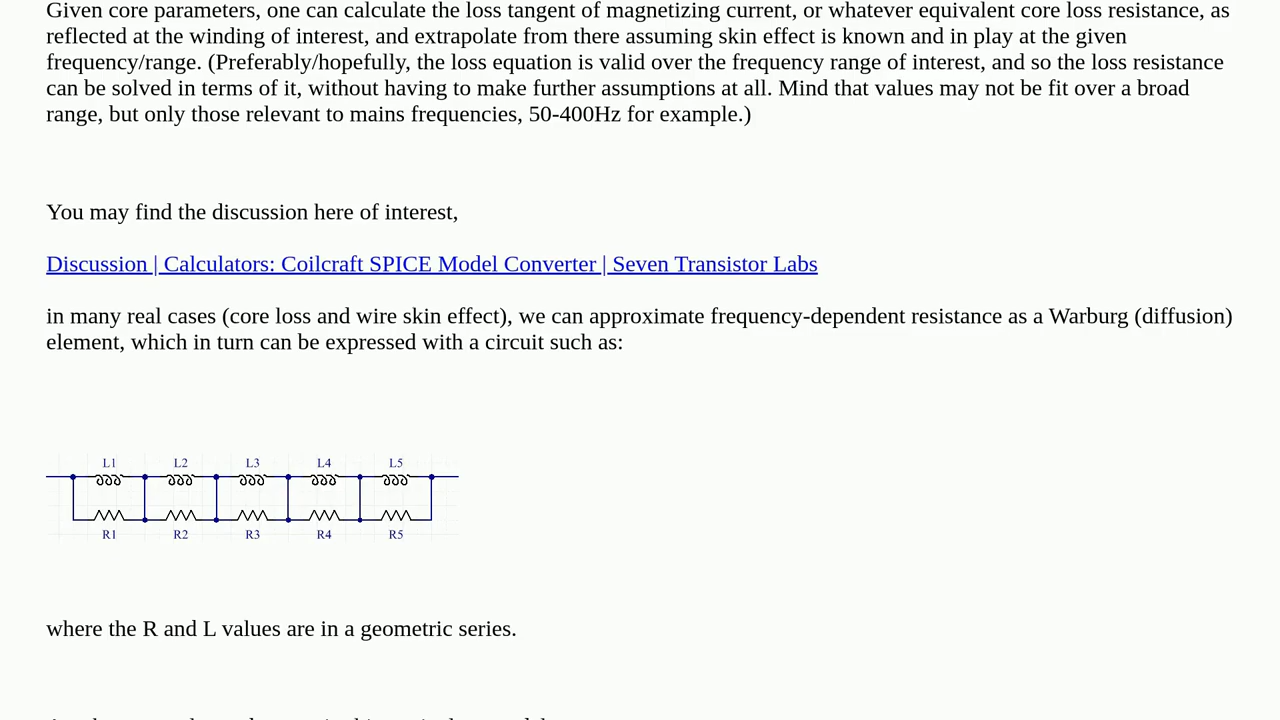 Given core parameters, one can calculate the loss tangent of magnetizing current, or whatever equivalent core loss resistance, as
reflected at the winding of interest, and extrapolate from there assuming skin effect is known and in play at the given
frequency/range. (Preferably/hopefully, the loss equation is valid over the frequency range of interest, and so the loss resistance
can be solved in terms of it, without having to make further assumptions at all. Mind that values may not be fit over a broad
range, but only those relevant to mains frequencies, 50-400Hz for example.)
You may find the discussion here of interest,
Discussion | Calculators: Coilcraft SPICE Model Converter | Seven Transistor Labs
in many real cases (core loss and wire skin effect), we can approximate frequency-dependent resistance as a Warburg (diffusion)
element, which in turn can be expressed with a circuit such as:
L1 L2 L3 L4 L5
R1 R2 R3 R4 R5
where the R and L values are in a geometric series.